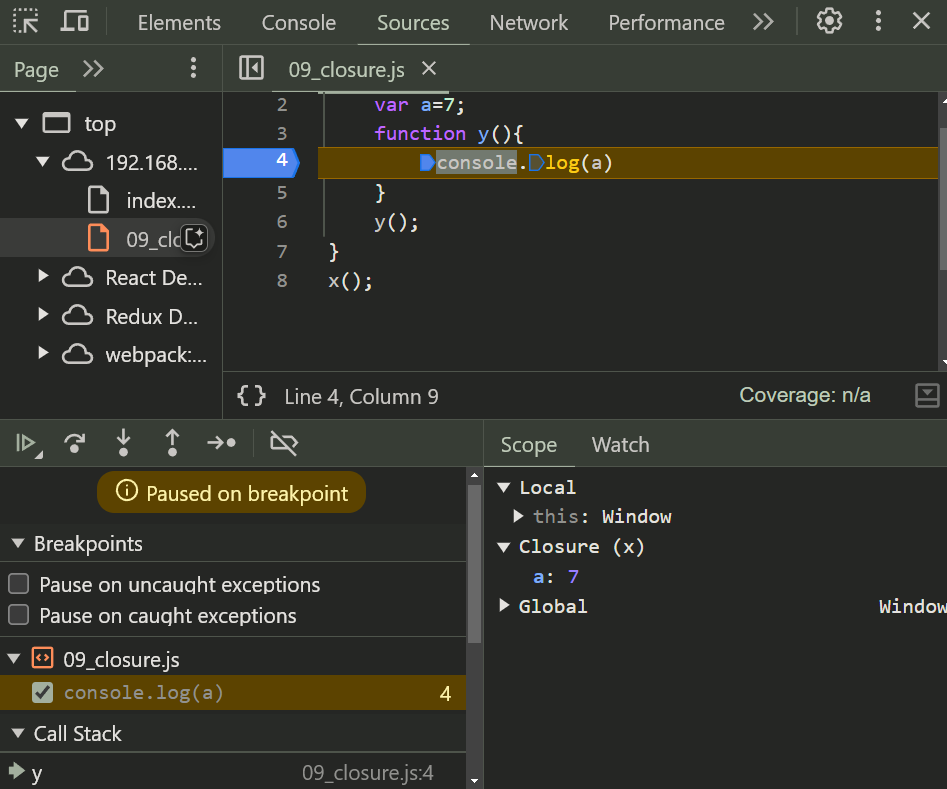 Elements Console Sources Network Performance
Page 09_closure.js
top
192.168....
index....
09_clc
React De...
Redux D...
webpack:...
2 var a=7;
3 function y(){
4 console.log(a)
5 }
6 y();
7 }
8 x();
{} Line 4, Column 9 Coverage: n/a
Paused on breakpoint
Breakpoints
Pause on uncaught exceptions
Pause on caught exceptions
09_closure.js
console.log(a) 4
Call Stack
y 09_closure.js:4
Scope Watch
Local
this: Window
Closure (x)
a: 7
Global Window